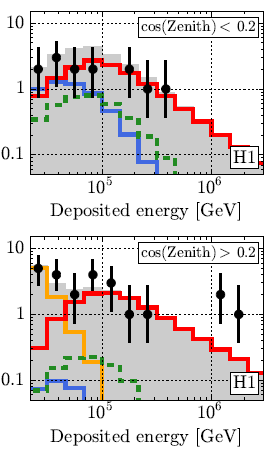 cos(Zenith) < 0.2
10
1
0.1
H1
10^5
10^6
Deposited energy [GeV]
cos(Zenith) > 0.2
10
1
0.1
H1
10^5
10^6
Deposited energy [GeV]